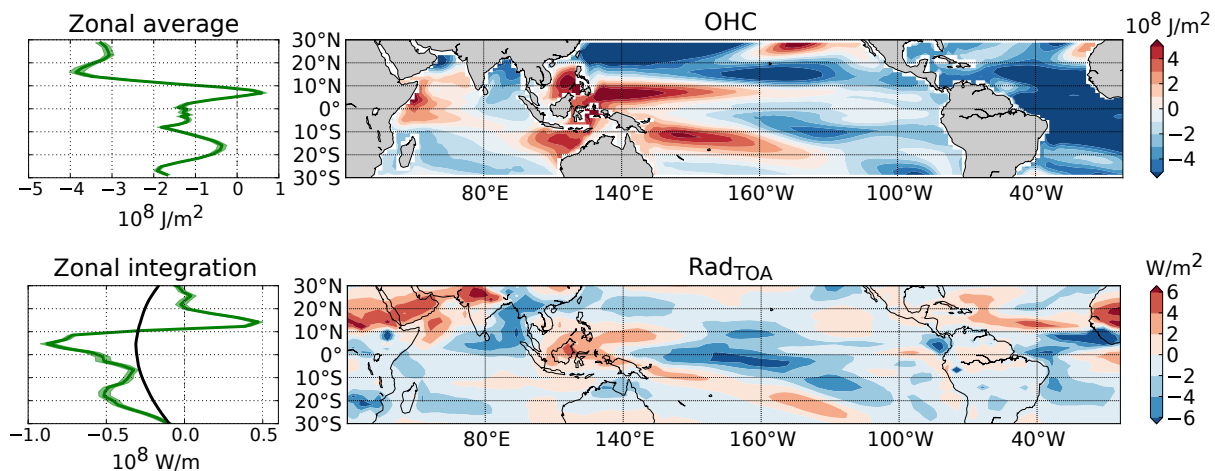 Zonal average
OHC
10⁸ J/m²
30°N
20°N
10°N
0°
10°S
20°S
30°S
4
2
0
−2
−4
−5 −4 −3 −2 −1 0 1
10⁸ J/m²
80°E 140°E 160°W 100°W 40°W
Zonal integration
Rad_TOA
W/m²
30°N
20°N
10°N
0°
10°S
20°S
30°S
6
4
2
0
−2
−4
−6
−1.0 −0.5 0.0 0.5
10⁸ W/m
80°E 140°E 160°W 100°W 40°W